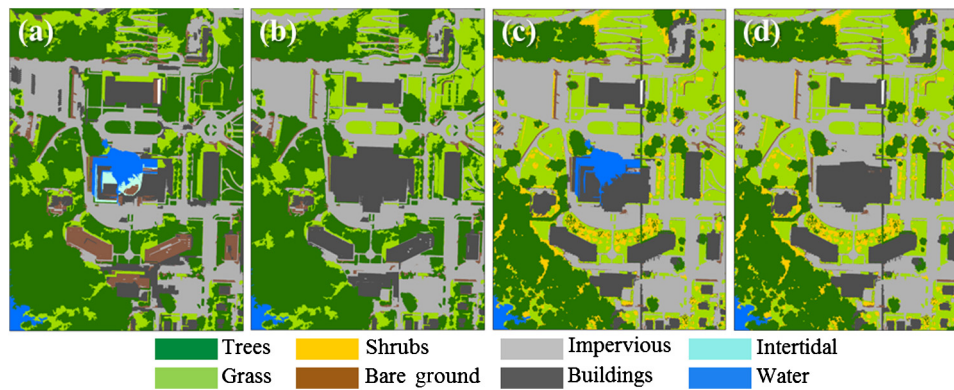 (a) (b) (c) (d)
Trees Shrubs Impervious Intertidal
Grass Bare ground Buildings Water